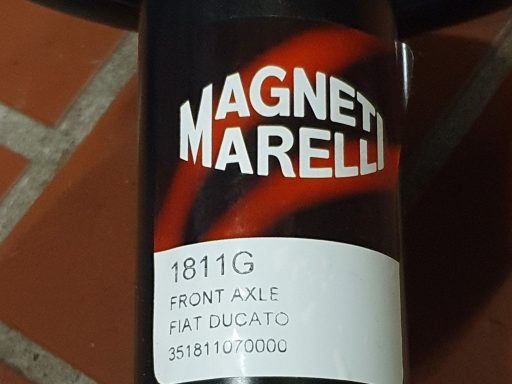 MAGNETI
MARELLI
1811G
FRONT AXLE
FIAT DUCATO
351811070000